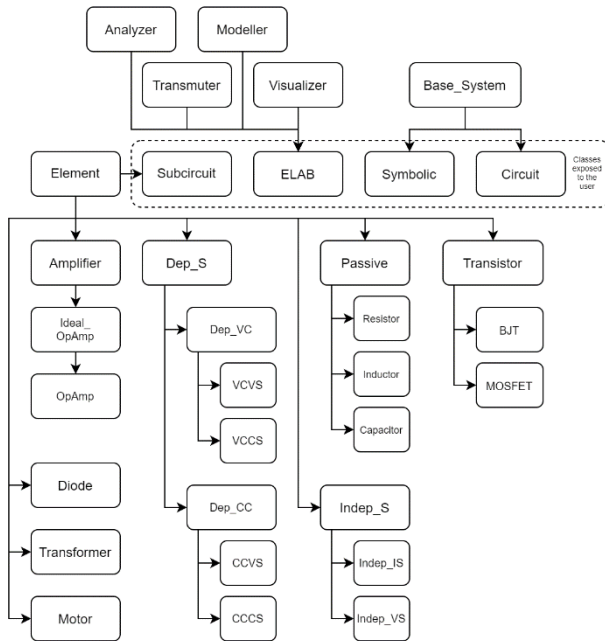 Analyzer
Modeller
Transmuter
Visualizer
Base_System
Element
Subcircuit
ELAB
Symbolic
Circuit
Classes
exposed
to the
user
Amplifier
Dep_S
Passive
Transistor
Ideal_
OpAmp
Dep_VC
Resistor
BJT
OpAmp
VCVS
Inductor
MOSFET
VCCS
Capacitor
Diode
Dep_CC
Indep_S
Transformer
CCVS
Indep_IS
Motor
CCCS
Indep_VS